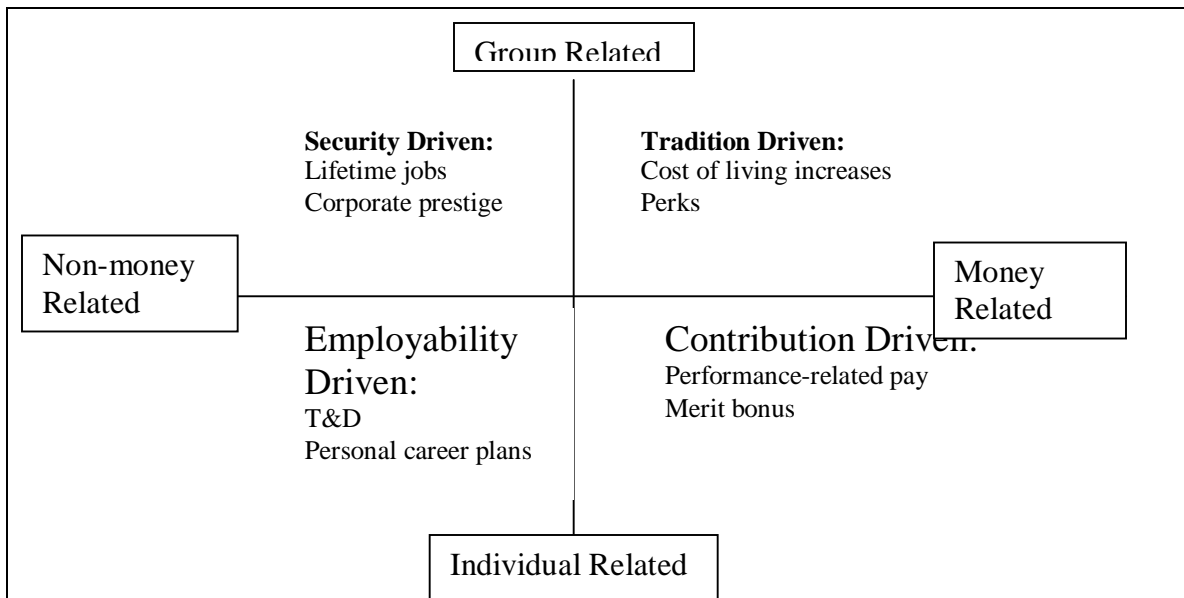 Group Related
Security Driven:
Lifetime jobs
Corporate prestige
Tradition Driven:
Cost of living increases
Perks
Non-money
Related
Money
Related
Employability
Driven:
T&D
Personal career plans
Contribution Driven:
Performance-related pay
Merit bonus
Individual Related